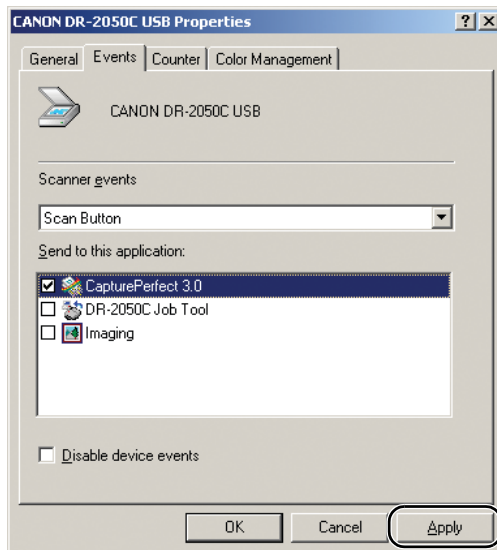 CANON DR-2050C USB Properties
General Events Counter Color Management
CANON DR-2050C USB
Scanner events
Scan Button
Send to this application:
CapturePerfect 3.0
DR-2050C Job Tool
Imaging
Disable device events
OK Cancel Apply